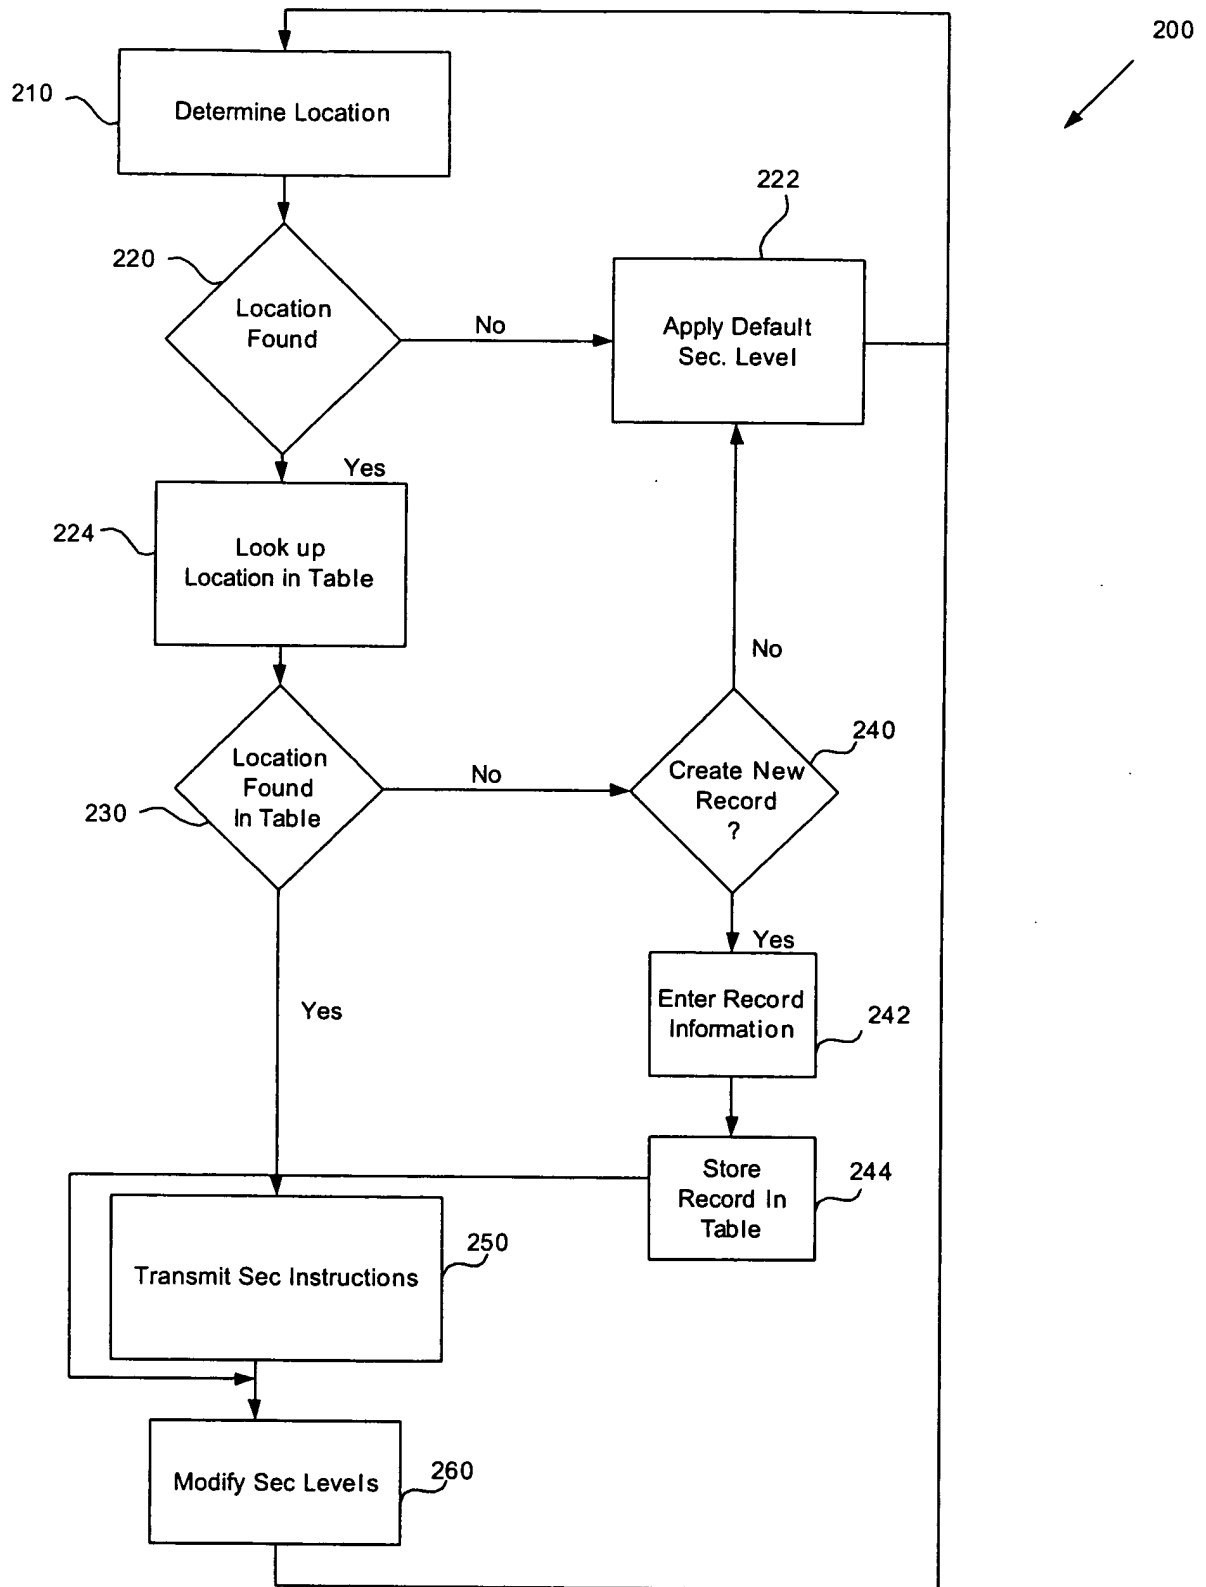 200
210
Determine Location
222
220
Location
Found
No
Apply Default
Sec. Level
Yes
224
Look up
Location in Table
No
240
Location
Found
In Table
No
Create New
Record
?
230
Yes
Yes
Enter Record
Information
242
Store
Record In
Table
244
250
Transmit Sec Instructions
260
Modify Sec Levels